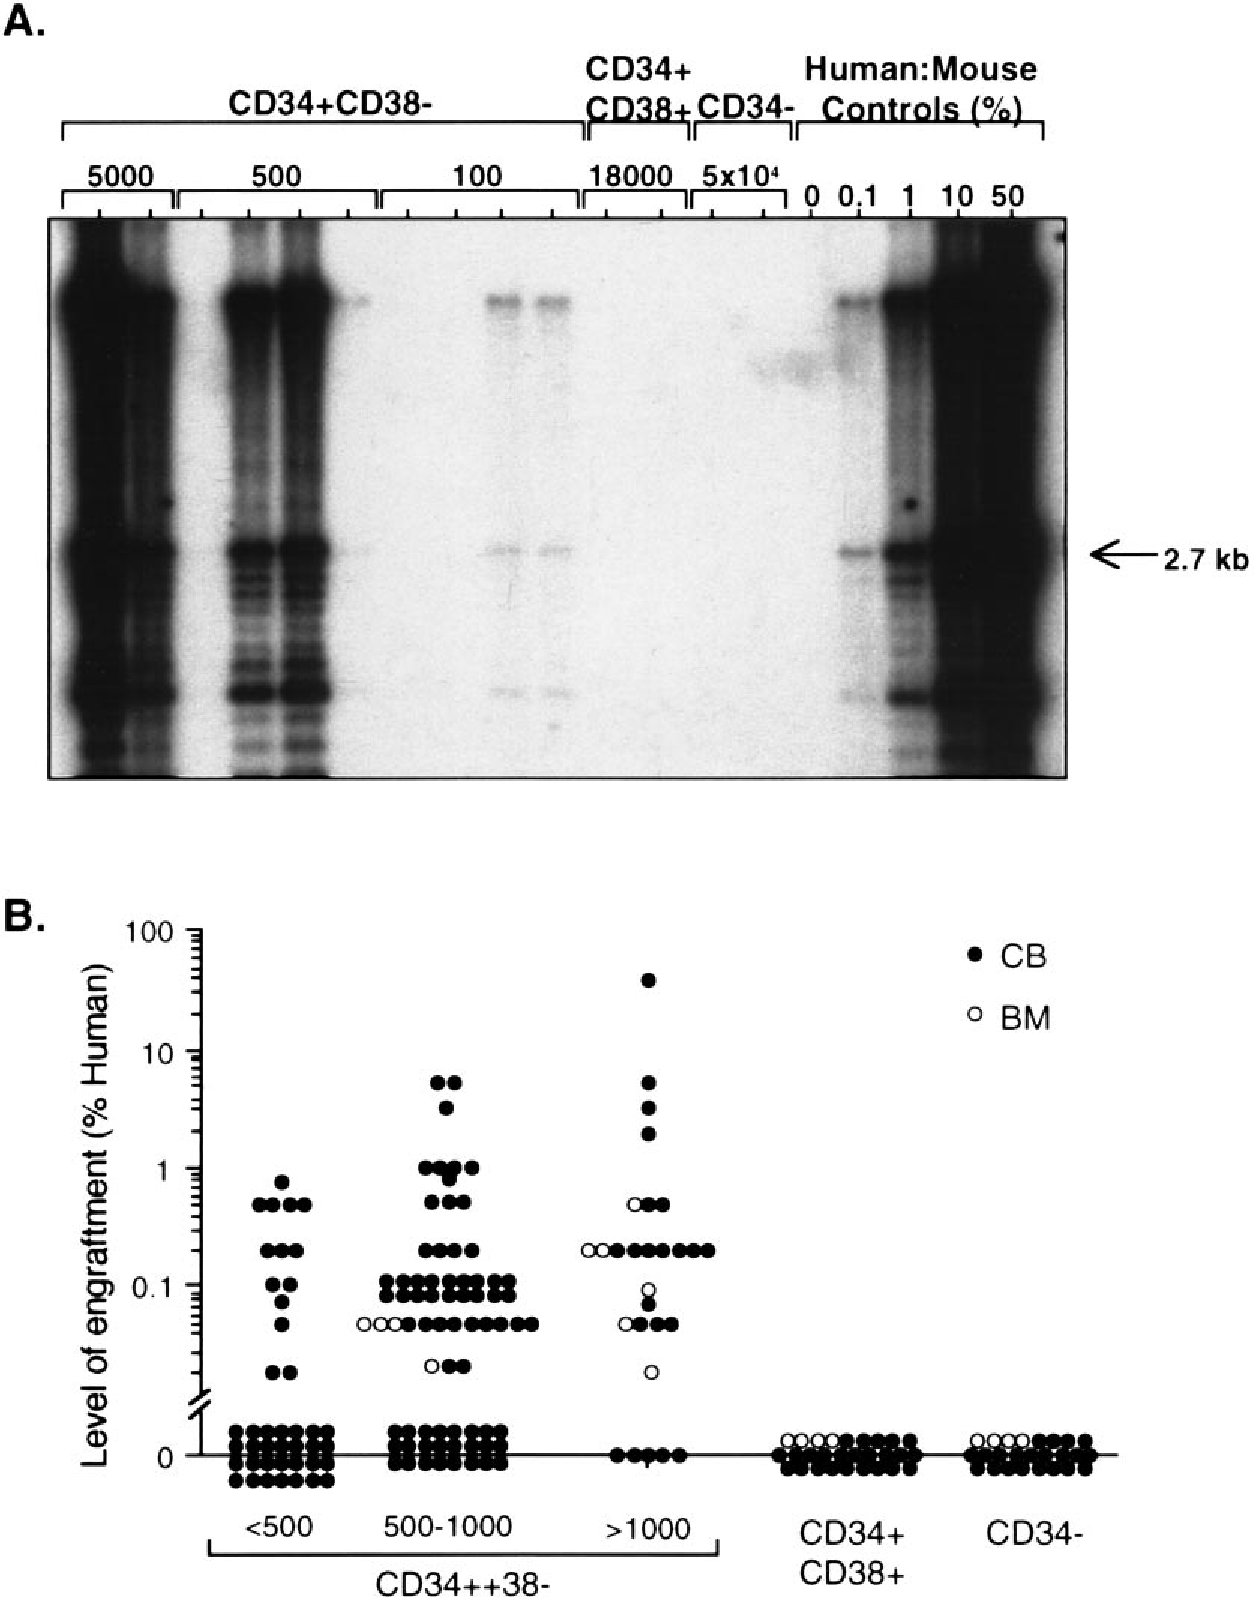 A.
CD34+CD38-
CD34+
CD38+
CD34-
Human:Mouse
Controls (%)
5000
500
100
18000
5x10⁴
0
0.1
1
10
50
2.7 kb
B.
Level of engraftment (% Human)
100
10
1
0.1
0
CB
BM
<500
500-1000
>1000
CD34++38-
CD34+
CD38+
CD34-